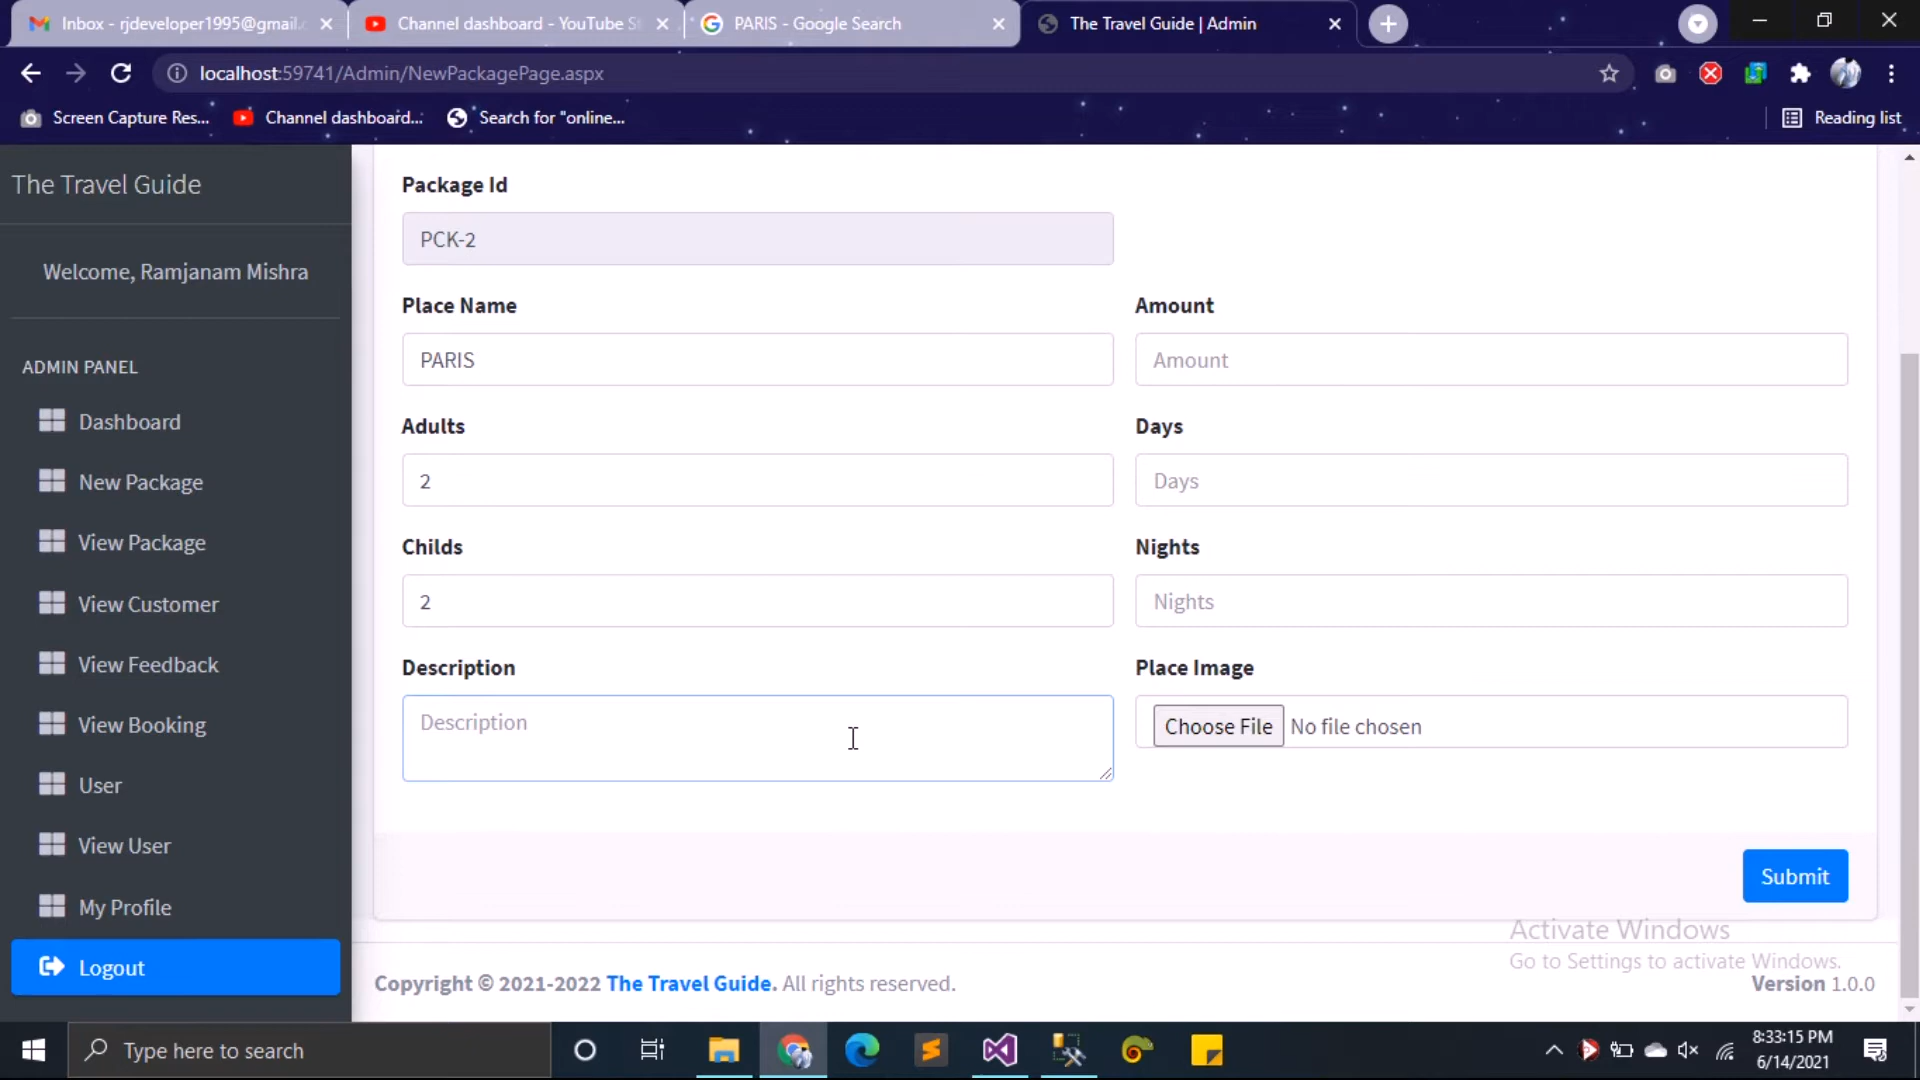 Inbox - rjdeveloper1995@gmail.c
Channel dashboard - YouTube St
PARIS - Google Search
The Travel Guide | Admin
localhost:59741/Admin/NewPackagePage.aspx
Screen Capture Res...
Channel dashboard...
Search for "online...
Reading list
The Travel Guide
Welcome, Ramjanam Mishra
ADMIN PANEL
Dashboard
New Package
View Package
View Customer
View Feedback
View Booking
User
View User
My Profile
Logout
Package Id
PCK-2
Place Name
Amount
PARIS
Amount
Adults
Days
2
Days
Childs
Nights
2
Nights
Description
Place Image
Description
Choose File No file chosen
Submit
Activate Windows
Go to Settings to activate Windows.
Copyright © 2021-2022 The Travel Guide. All rights reserved.
Version 1.0.0
Type here to search
8:33:15 PM
6/14/2021